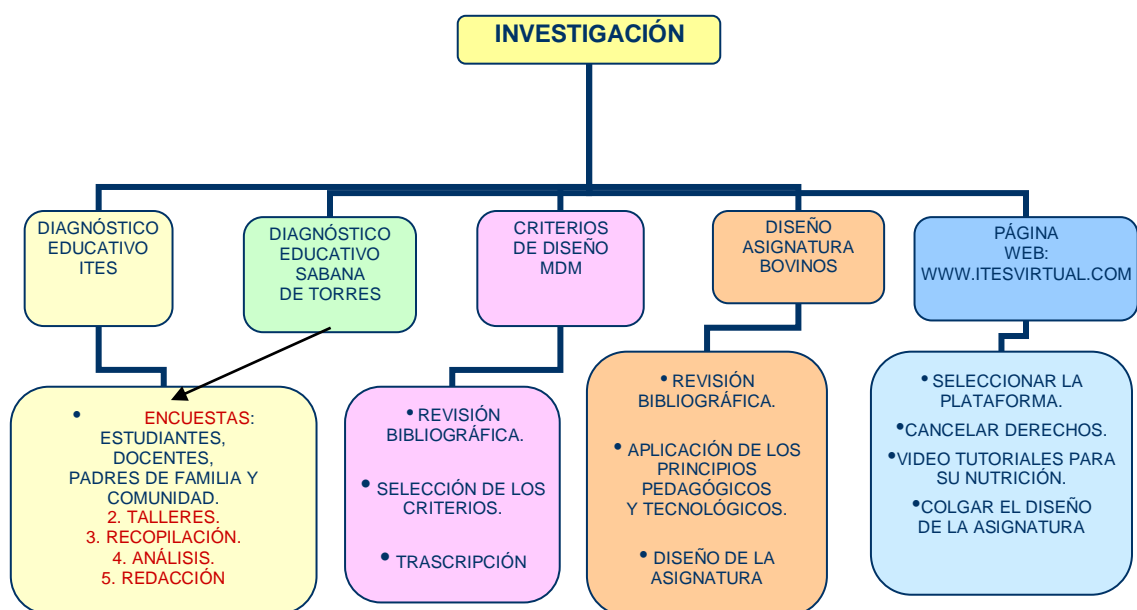 INVESTIGACIÓN
DIAGNÓSTICO
EDUCATIVO
ITES
DIAGNÓSTICO
EDUCATIVO
SABANA
DE TORRES
CRITERIOS
DE DISEÑO
MDM
DISEÑO
ASIGNATURA
BOVINOS
PÁGINA
WEB:
WWW.ITESVIRTUAL.COM
• ENCUESTAS:
ESTUDIANTES,
DOCENTES,
PADRES DE FAMILIA Y
COMUNIDAD.
2. TALLERES.
3. RECOPILACIÓN.
4. ANÁLISIS.
5. REDACCIÓN
• REVISIÓN
BIBLIOGRÁFICA.
• SELECCIÓN DE LOS
CRITERIOS.
• TRASCRIPCIÓN
• REVISIÓN
BIBLIOGRÁFICA.
• APLICACIÓN DE LOS
PRINCIPIOS
PEDAGÓGICOS
Y TECNOLÓGICOS.
• DISEÑO DE LA
ASIGNATURA
• SELECCIONAR LA
PLATAFORMA.
• CANCELAR DERECHOS.
• VIDEO TUTORIALES PARA
SU NUTRICIÓN.
• COLGAR EL DISEÑO
DE LA ASIGNATURA